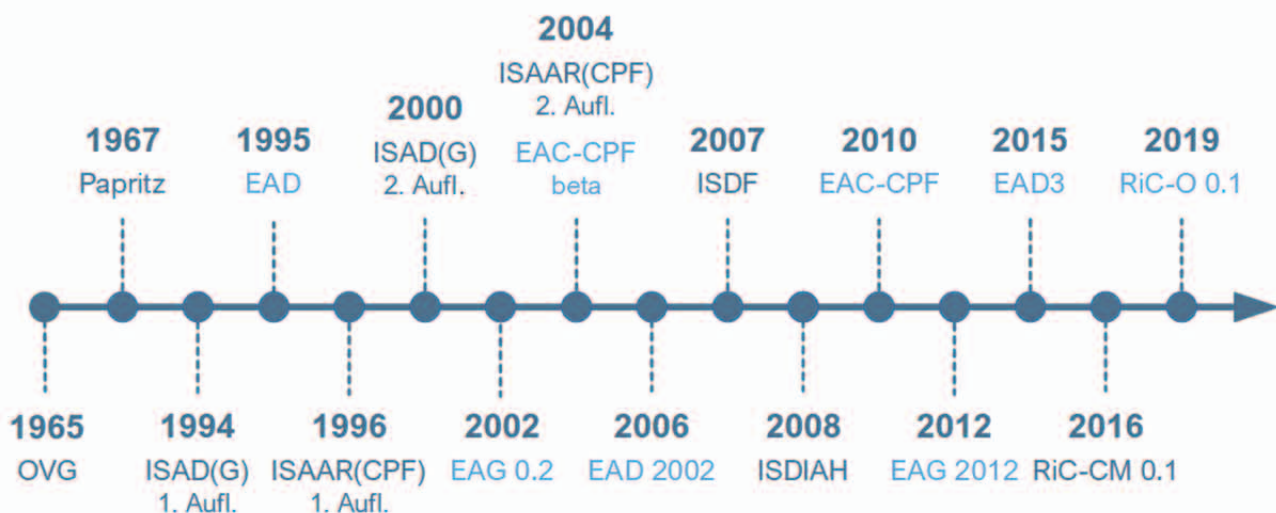 2004
ISAAR(CPF)
2. Aufl.
EAC-CPF
beta
2000
ISAD(G)
2. Aufl.
1967
Papritz
1995
EAD
2007
ISDF
2010
EAC-CPF
2015
EAD3
2019
RiC-O 0.1
1965
OVG
1994
ISAD(G)
1. Aufl.
1996
ISAAR(CPF)
1. Aufl.
2002
EAG 0.2
2006
EAD 2002
2008
ISDIAH
2012
EAG 2012
2016
RiC-CM 0.1